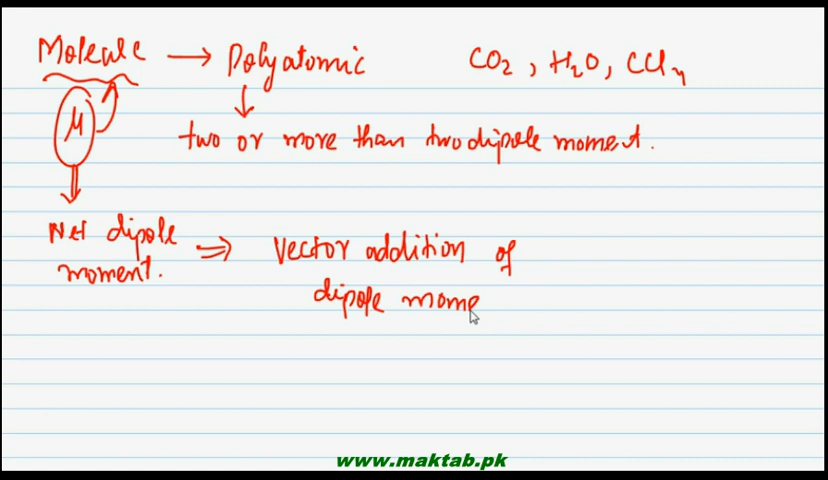 Molecule → Polyatomic CO2, H2O, CCl4
μ two or more than two dipole moment.
Net dipole ⇒ Vector addition of
moment. dipole mome
www.maktab.pk